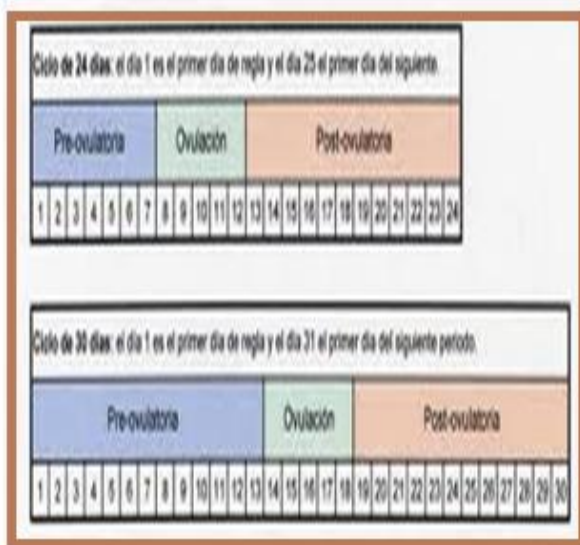 Ciclo de 24 días: el día 1 es el primer día de regla y el día 25 el primer día del siguiente.
Pre-ovulatoria Ovulación Post-ovulatoria
1 2 3 4 5 6 7 8 9 10 11 12 13 14 15 16 17 18 19 20 21 22 23 24
Ciclo de 30 días: el día 1 es el primer día de regla y el día 31 el primer día del siguiente periodo.
Pre-ovulatoria Ovulación Post-ovulatoria
1 2 3 4 5 6 7 8 9 10 11 12 13 14 15 16 17 18 19 20 21 22 23 24 25 26 27 28 29 30